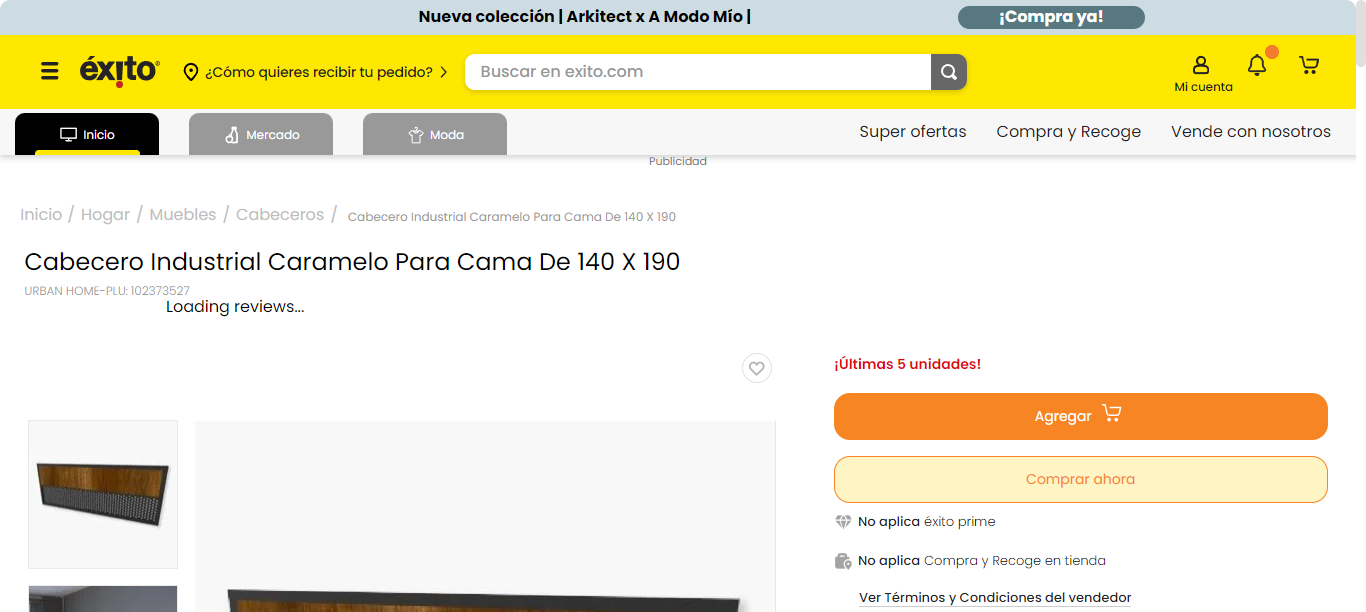 Nueva colección | Arkitect x A Modo Mío |
¡Compra ya!
éxito
¿Cómo quieres recibir tu pedido?
Buscar en exito.com
Mi cuenta
Inicio
Mercado
Moda
Super ofertas
Compra y Recoge
Vende con nosotros
Publicidad
Inicio / Hogar / Muebles / Cabeceros / Cabecero Industrial Caramelo Para Cama De 140 X 190
Cabecero Industrial Caramelo Para Cama De 140 X 190
URBAN HOME-PLU: 102373527
Loading reviews...
¡Últimas 5 unidades!
Agregar
Comprar ahora
No aplica éxito prime
No aplica Compra y Recoge en tienda
Ver Términos y Condiciones del vendedor